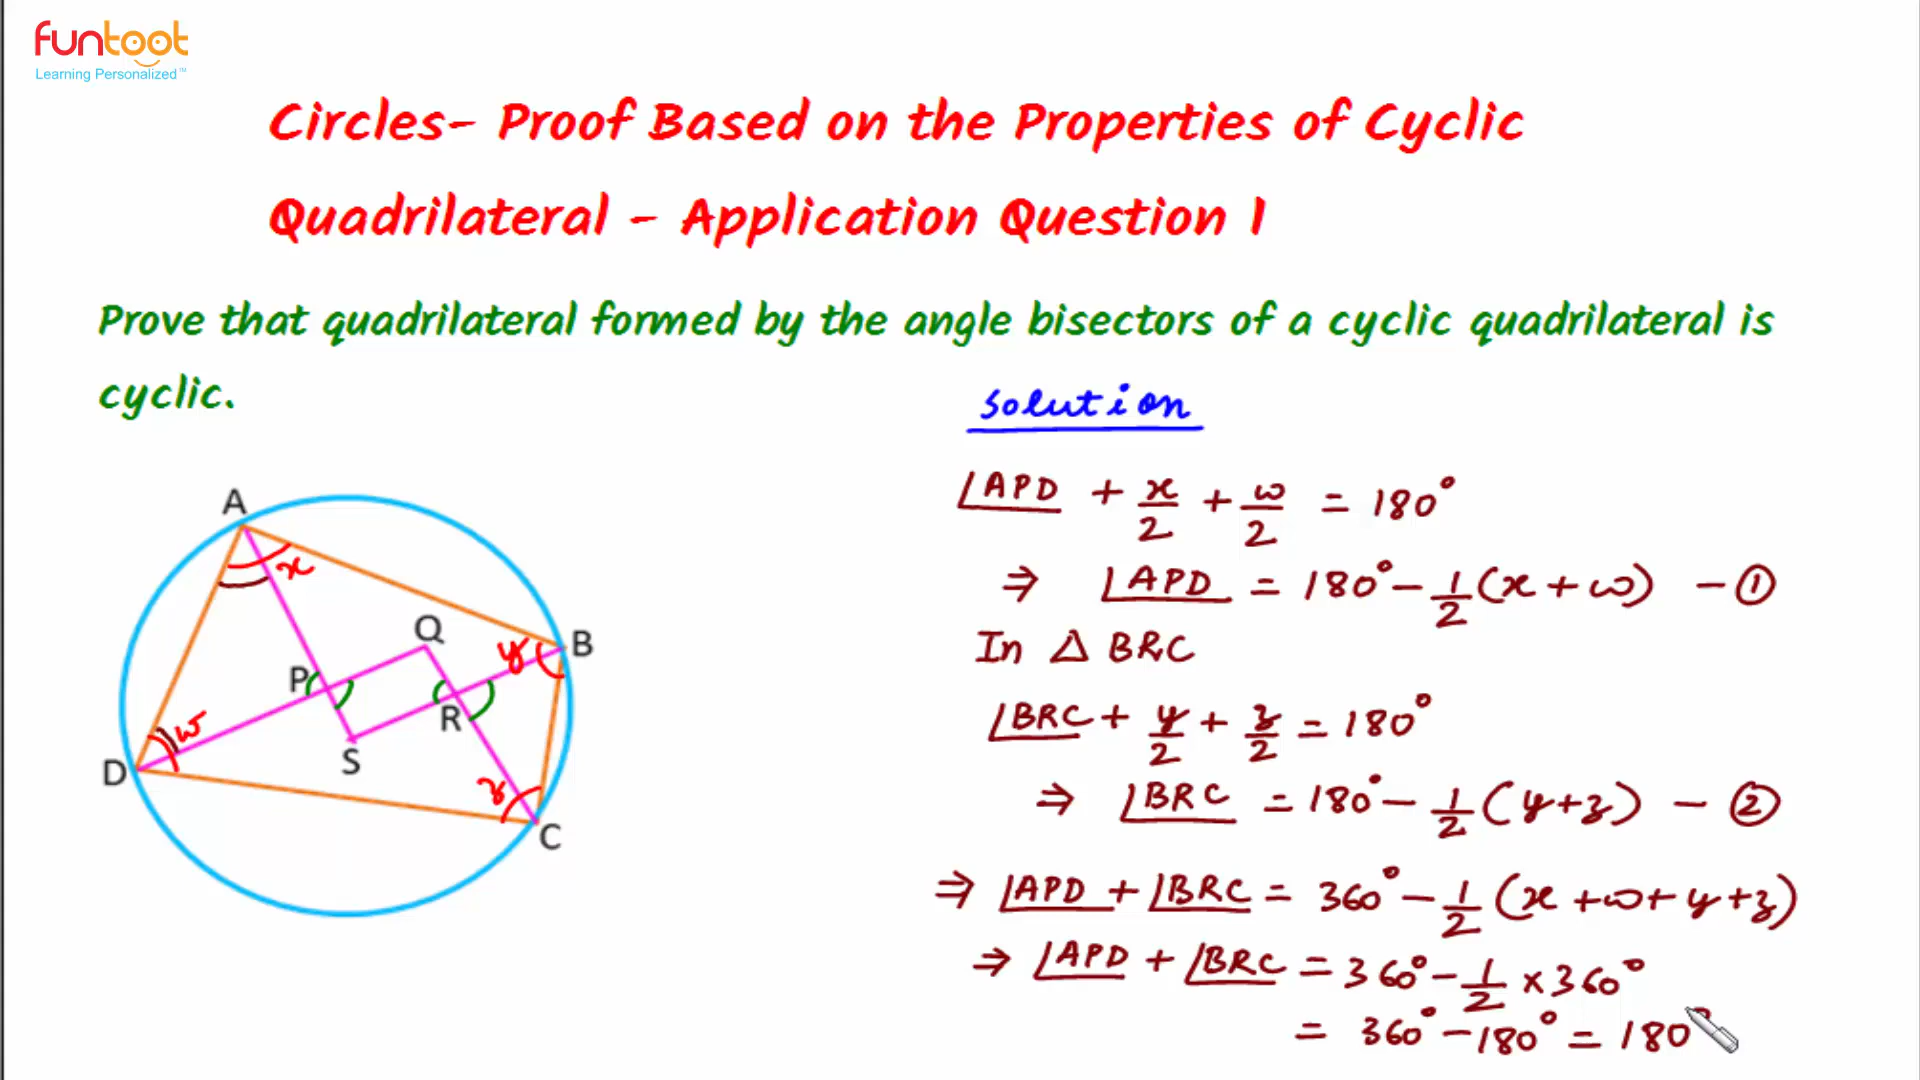 funtoot
Learning Personalized™
Circles- Proof Based on the Properties of Cyclic
Quadrilateral - Application Question 1
Prove that quadrilateral formed by the angle bisectors of a cyclic quadrilateral is
cyclic.
Solution
∠APD + x/2 + w/2 = 180°
⇒ ∠APD = 180° - 1/2 (x + w) - ①
In △ BRC
∠BRC + y/2 + z/2 = 180°
⇒ ∠BRC = 180° - 1/2 (y+z) - ②
⇒ ∠APD + ∠BRC = 360° - 1/2 (x + w + y + z)
⇒ ∠APD + ∠BRC = 360° - 1/2 × 360°
= 360° - 180° = 180°
A
x
Q
B
y
P
R
w
S
D
z
C